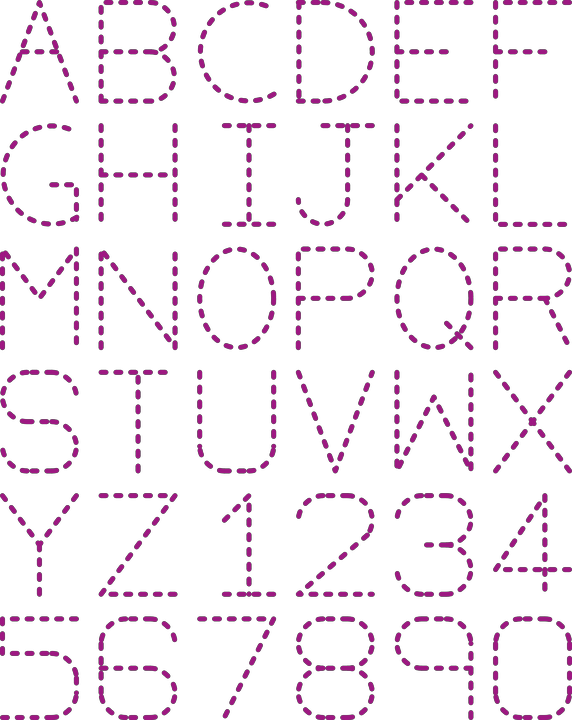 ABCDEF
GHIJKL
MNOPQR
STUVWX
YZ1234
567890